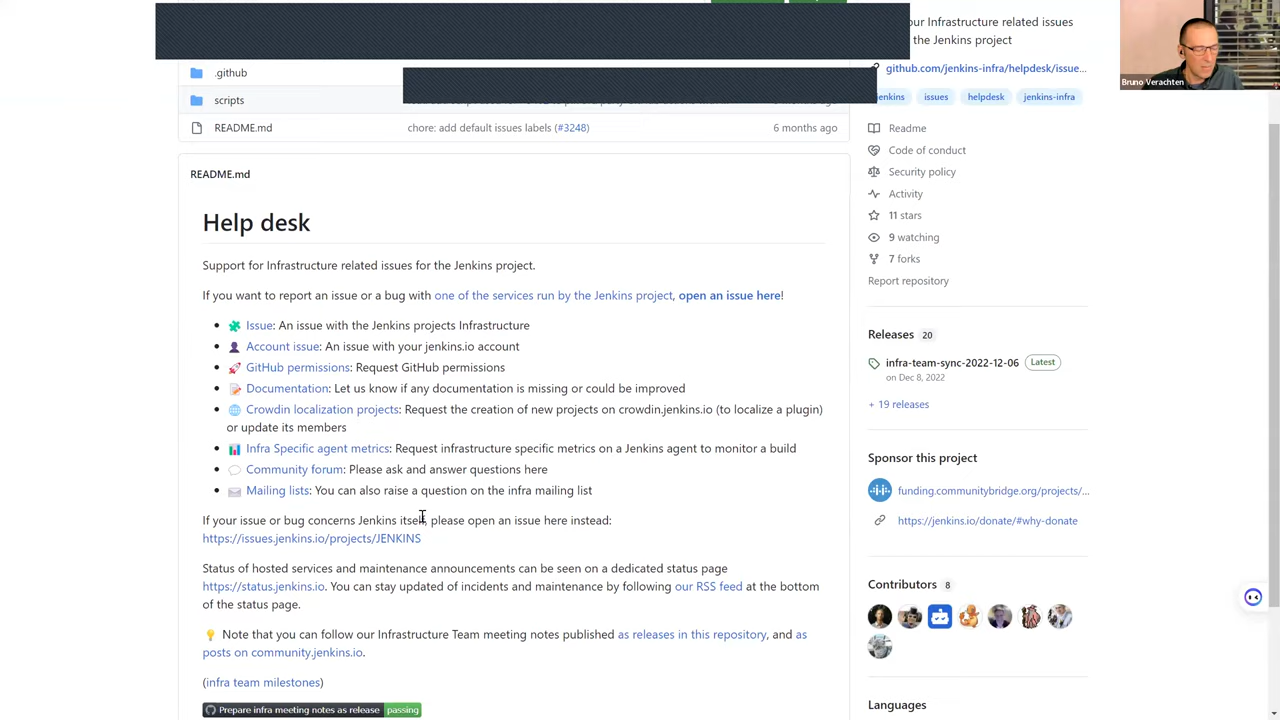 our Infrastructure related issues
the Jenkins project
github.com/jenkins-infra/helpdesk/issue...
enkins
issues
helpdesk
jenkins-infra
Bruno Verachten
.github
scripts
README.md
chore: add default issues labels (#3248)
6 months ago
README.md
Help desk
Support for Infrastructure related issues for the Jenkins project.
If you want to report an issue or a bug with one of the services run by the Jenkins project, open an issue here!
Issue: An issue with the Jenkins projects Infrastructure
Account issue: An issue with your jenkins.io account
GitHub permissions: Request GitHub permissions
Documentation: Let us know if any documentation is missing or could be improved
Crowdin localization projects: Request the creation of new projects on crowdin.jenkins.io (to localize a plugin)
or update its members
Infra Specific agent metrics: Request infrastructure specific metrics on a Jenkins agent to monitor a build
Community forum: Please ask and answer questions here
Mailing lists: You can also raise a question on the infra mailing list
If your issue or bug concerns Jenkins itself, please open an issue here instead:
https://issues.jenkins.io/projects/JENKINS
Status of hosted services and maintenance announcements can be seen on a dedicated status page
https://status.jenkins.io. You can stay updated of incidents and maintenance by following our RSS feed at the bottom
of the status page.
Note that you can follow our Infrastructure Team meeting notes published as releases in this repository, and as
posts on community.jenkins.io.
(infra team milestones)
Prepare infra meeting notes as release passing
Readme
Code of conduct
Security policy
Activity
11 stars
9 watching
7 forks
Report repository
Releases 20
infra-team-sync-2022-12-06 Latest
on Dec 8, 2022
+ 19 releases
Sponsor this project
funding.communitybridge.org/projects/...
https://jenkins.io/donate/#why-donate
Contributors 8
Languages